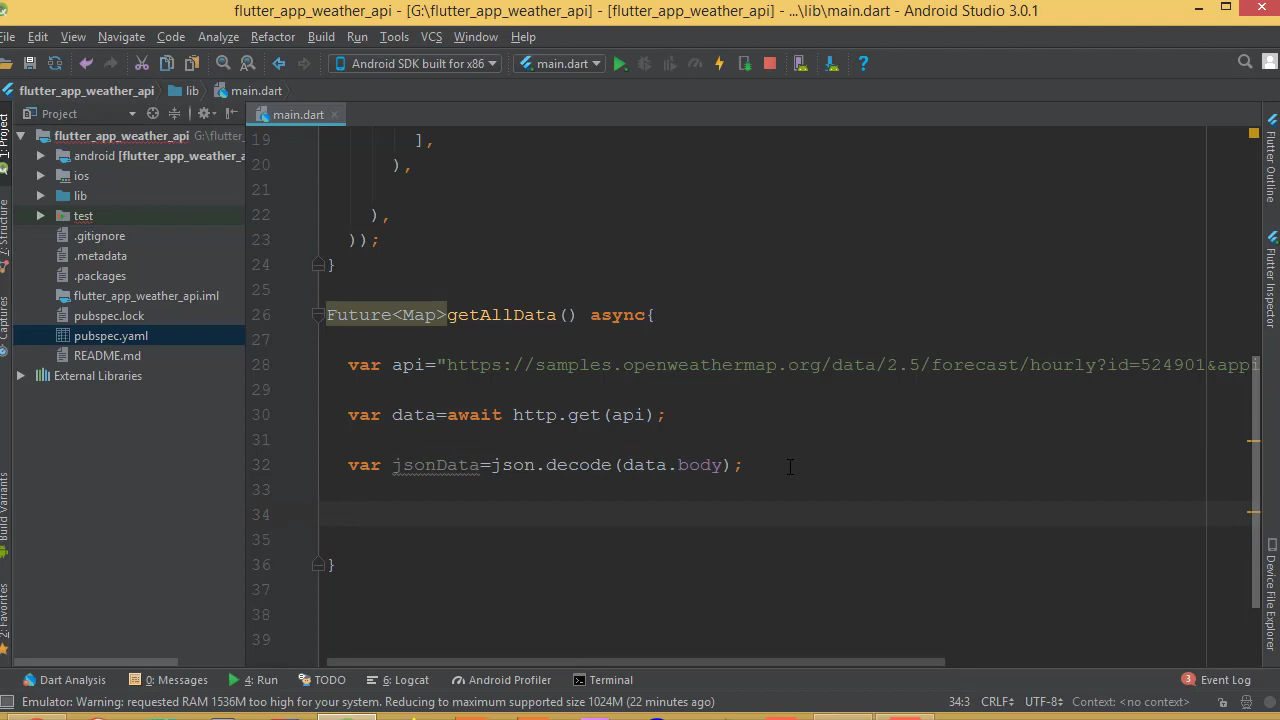 flutter_app_weather_api - [G:\flutter_app_weather_api] - [flutter_app_weather_api] - ...\lib\main.dart - Android Studio 3.0.1
File Edit View Navigate Code Analyze Refactor Build Run Tools VCS Window Help
Android SDK built for x86 main.dart
flutter_app_weather_api lib main.dart
Project main.dart
flutter_app_weather_api G:\flutter_
android [flutter_app_weather_a
ios
lib
test
.gitignore
.metadata
.packages
flutter_app_weather_api.iml
pubspec.lock
pubspec.yaml
README.md
External Libraries
1: Project
7: Structure
Captures
Build Variants
2: Favorites
19 ],
20 ),
21
22 ),
23 ));
24 }
25
26 Future<Map>getAllData() async{
27
28 var api="https://samples.openweathermap.org/data/2.5/forecast/hourly?id=524901&appi
29
30 var data=await http.get(api);
31
32 var jsonData=json.decode(data.body);
33
34
35
36 }
37
38
39
Flutter Outline
Flutter Inspector
Device File Explorer
Dart Analysis 0: Messages 4: Run TODO 6: Logcat Android Profiler Terminal 3 Event Log
Emulator: Warning: requested RAM 1536M too high for your system. Reducing to maximum supported size 1024M (22 minutes ago) 34:3 CRLF UTF-8 Context: <no context>